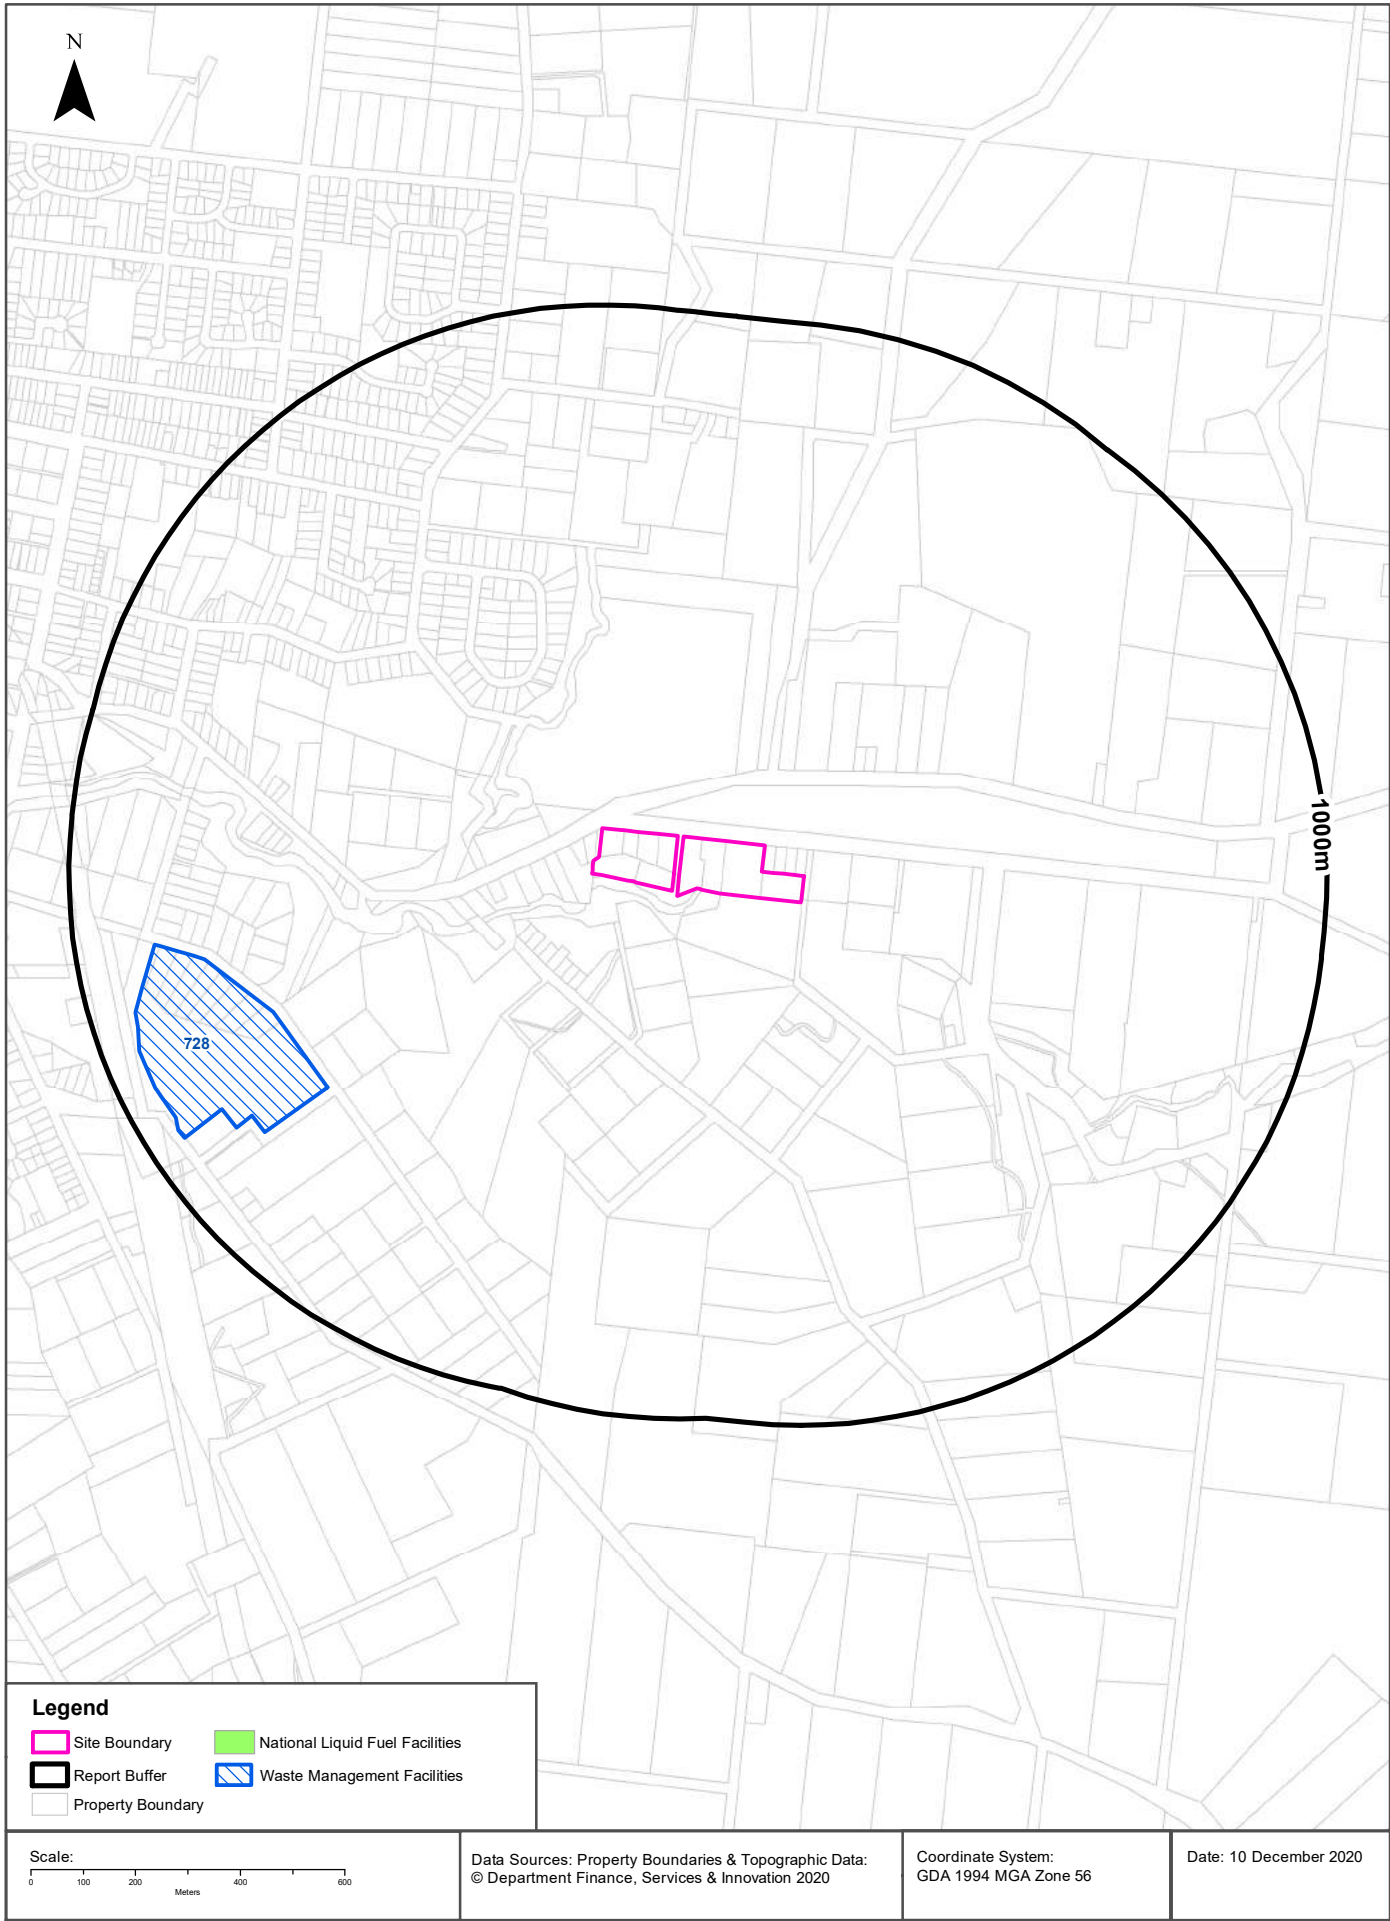 N
1000m
728
Legend
Site Boundary
National Liquid Fuel Facilities
Report Buffer
Waste Management Facilities
Property Boundary
Scale:
0 100 200 400 600
Meters
Data Sources: Property Boundaries & Topographic Data:
© Department Finance, Services & Innovation 2020
Coordinate System:
GDA 1994 MGA Zone 56
Date: 10 December 2020